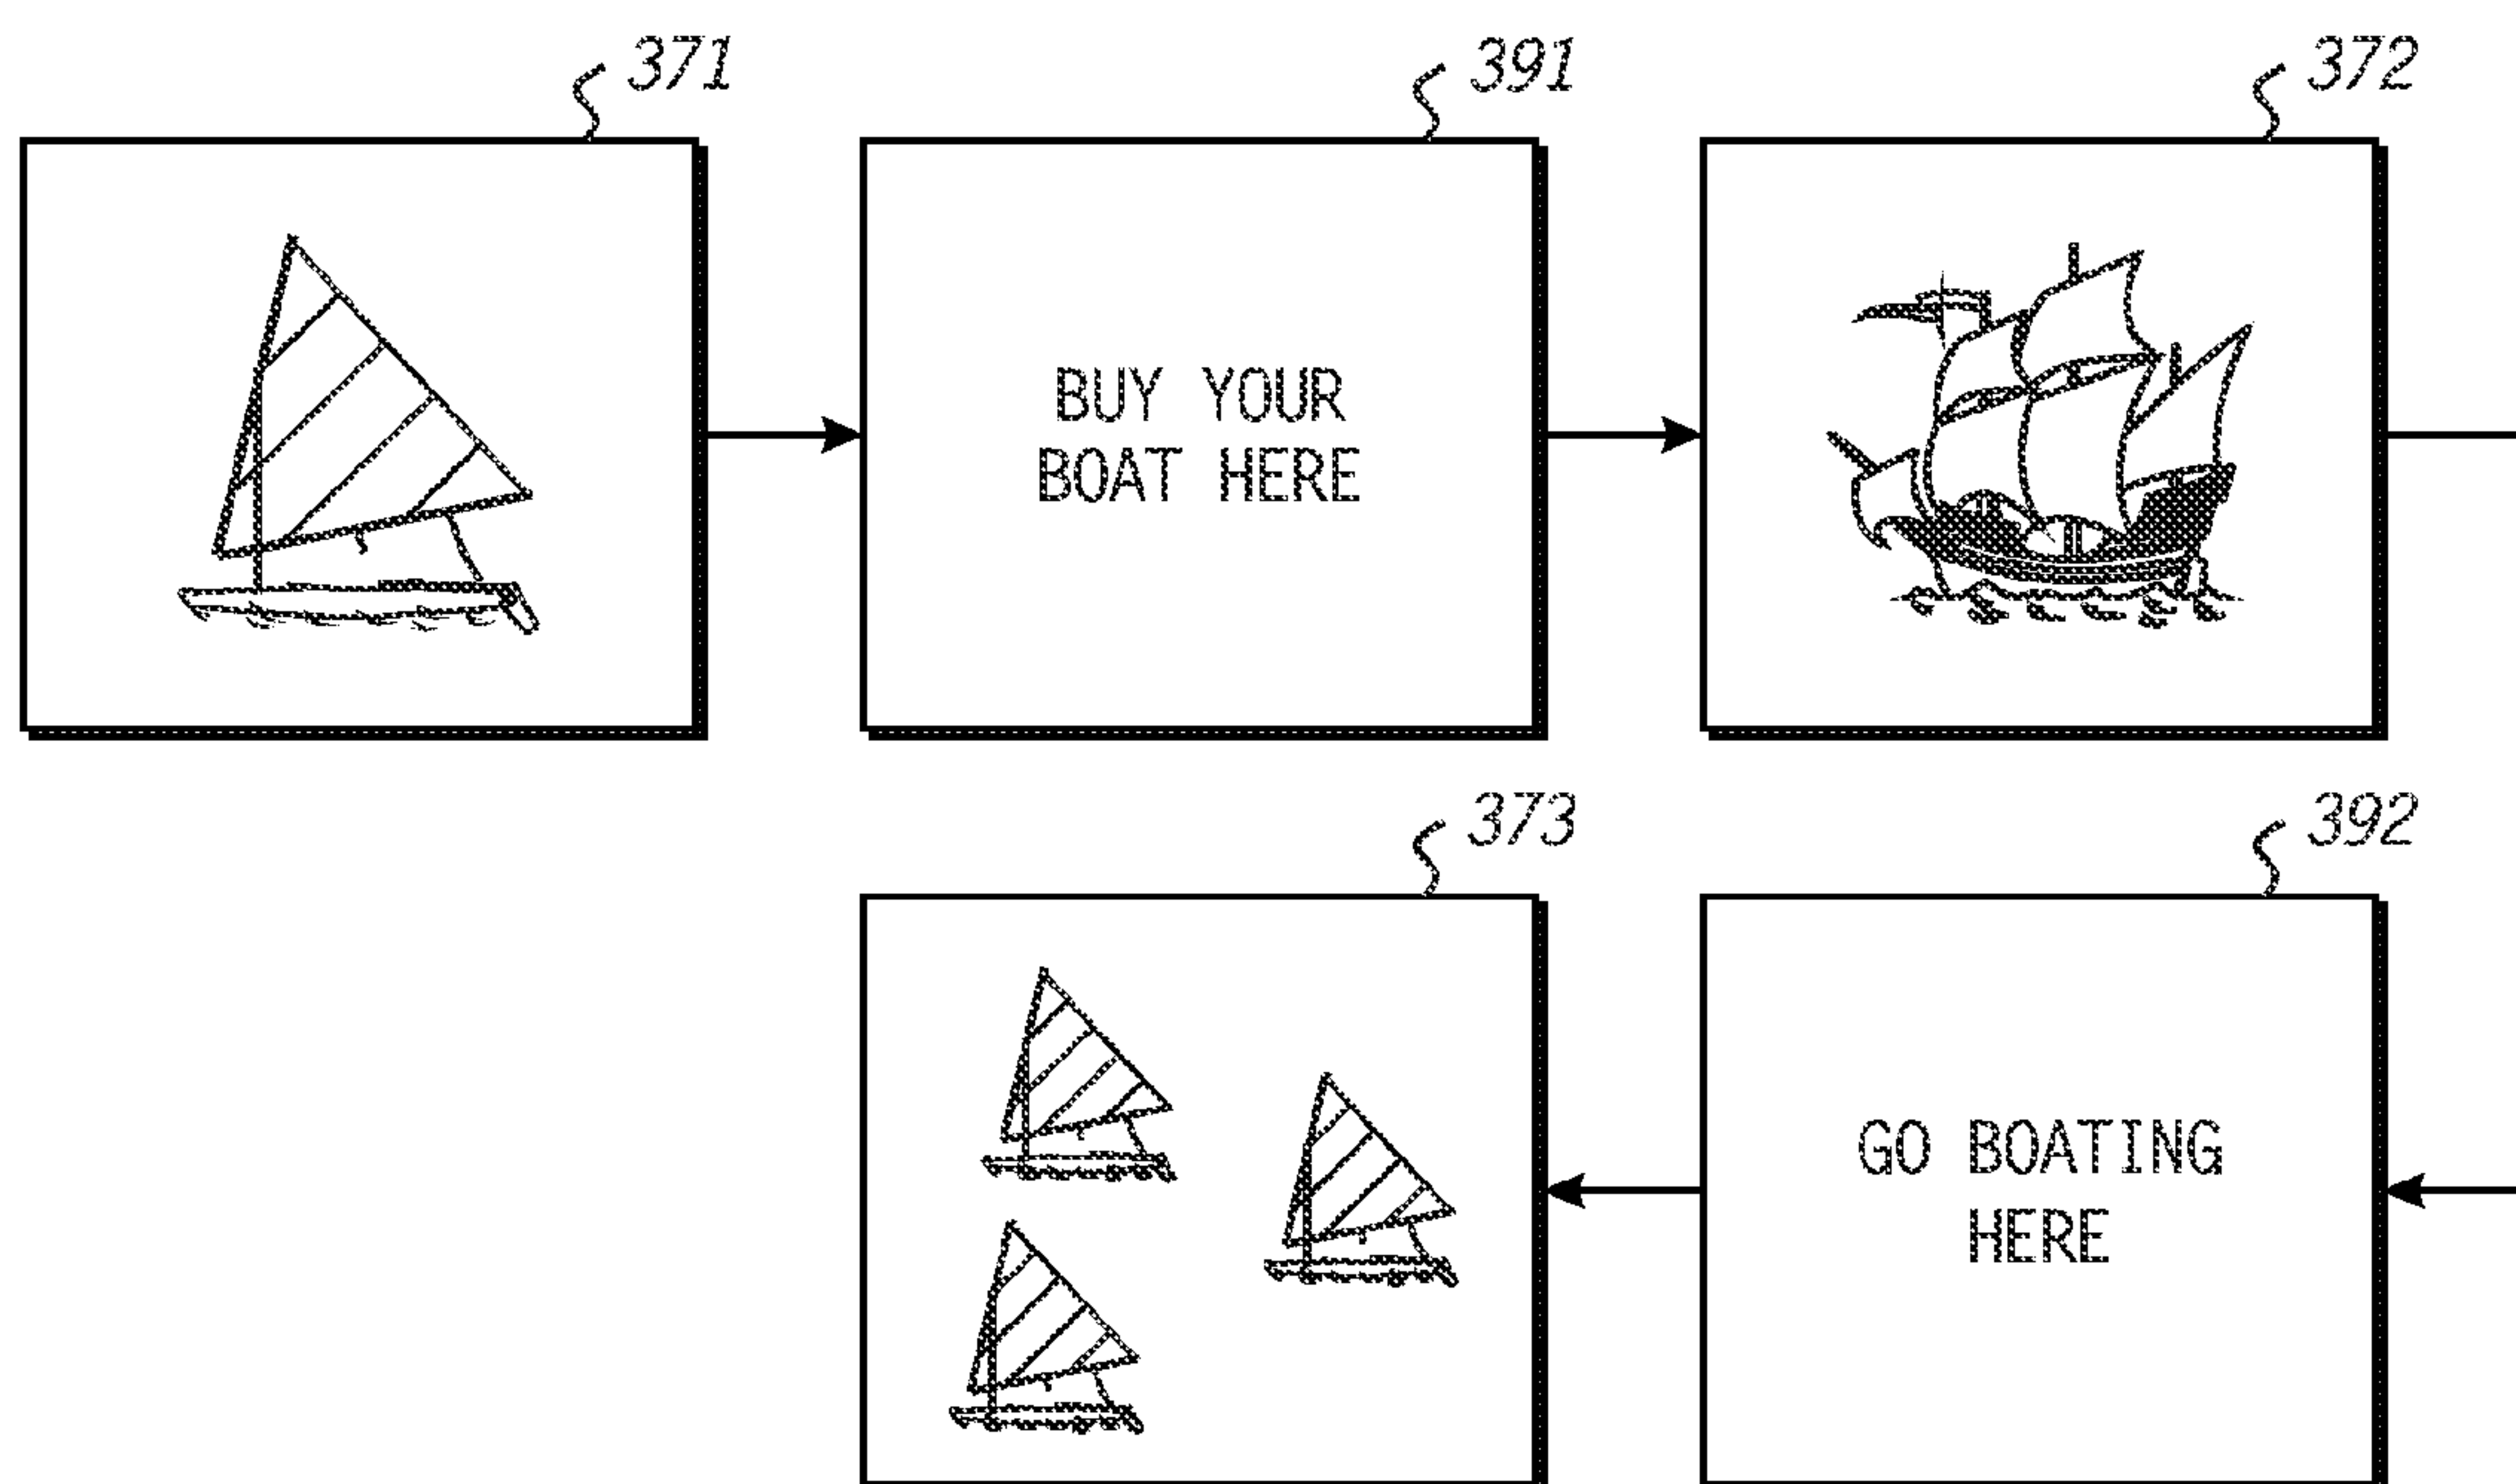 371
391
372
BUY YOUR
BOAT HERE
373
392
GO BOATING
HERE